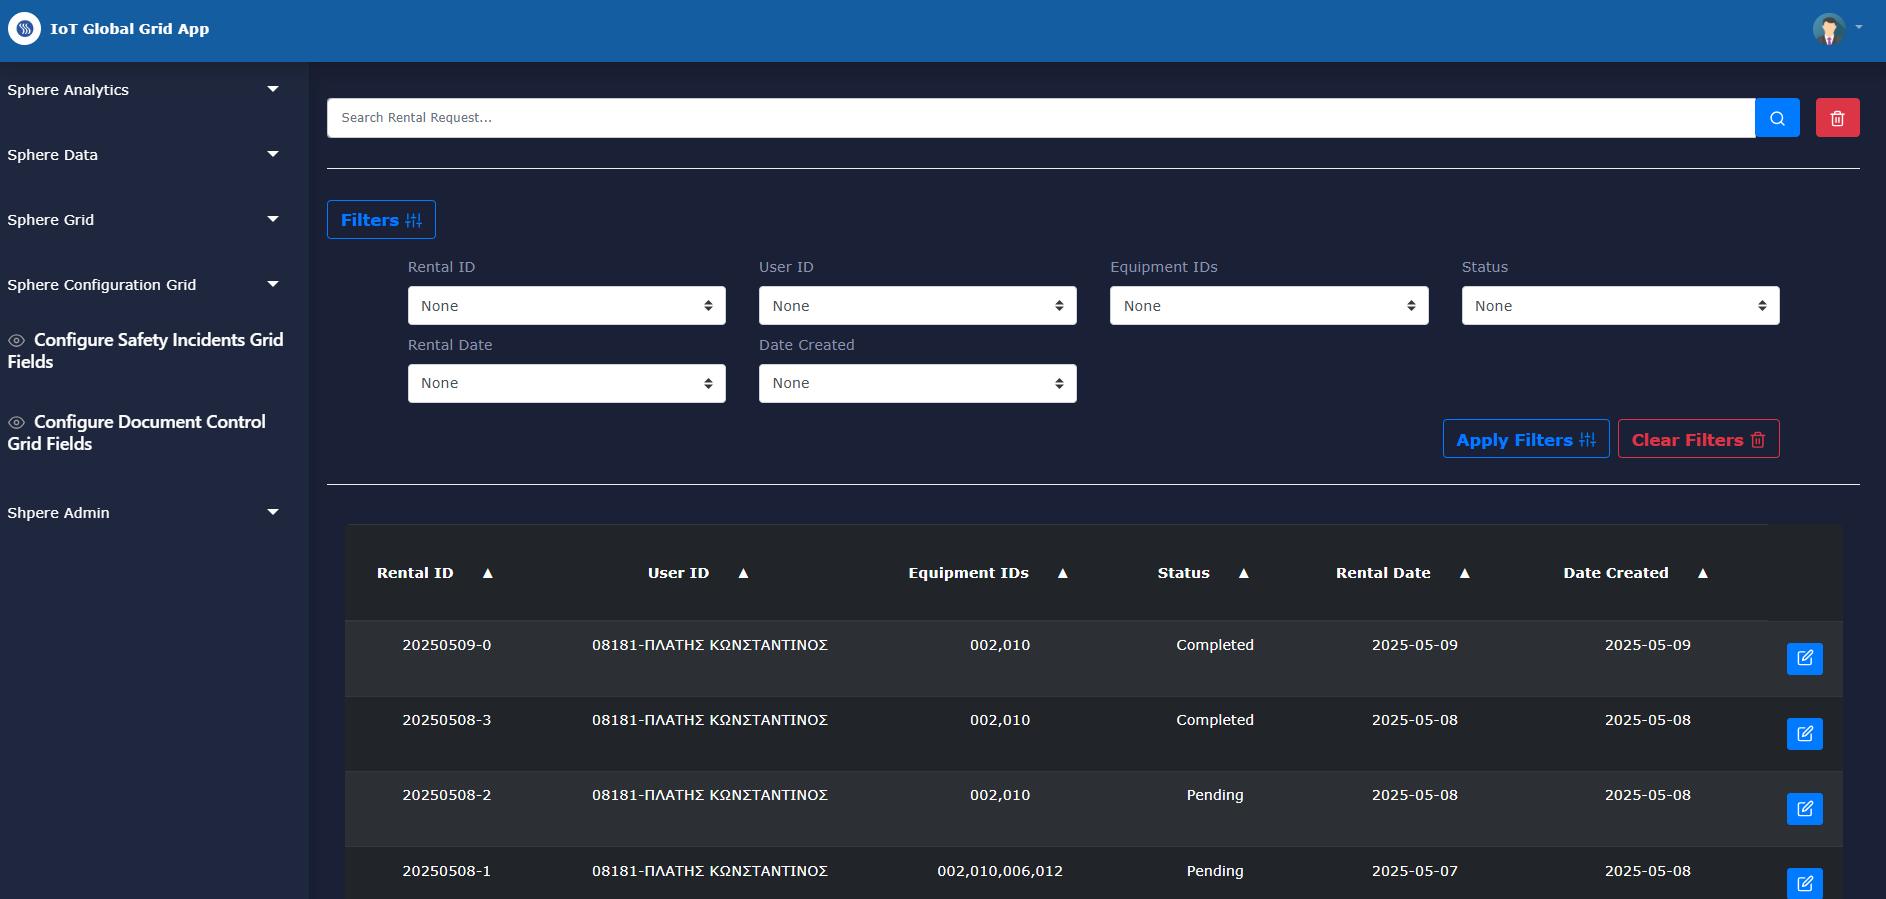 IoT Global Grid App
Sphere Analytics
Sphere Data
Sphere Grid
Sphere Configuration Grid
Configure Safety Incidents Grid
Fields
Configure Document Control
Grid Fields
Shpere Admin
Search Rental Request...
Filters
Rental ID User ID Equipment IDs Status
None None None None
Rental Date Date Created
None None
Apply Filters Clear Filters
Rental ID ▲ User ID ▲ Equipment IDs ▲ Status ▲ Rental Date ▲ Date Created ▲
20250509-0 08181-ΠΛΑΤΗΣ ΚΩΝΣΤΑΝΤΙΝΟΣ 002,010 Completed 2025-05-09 2025-05-09
20250508-3 08181-ΠΛΑΤΗΣ ΚΩΝΣΤΑΝΤΙΝΟΣ 002,010 Completed 2025-05-08 2025-05-08
20250508-2 08181-ΠΛΑΤΗΣ ΚΩΝΣΤΑΝΤΙΝΟΣ 002,010 Pending 2025-05-08 2025-05-08
20250508-1 08181-ΠΛΑΤΗΣ ΚΩΝΣΤΑΝΤΙΝΟΣ 002,010,006,012 Pending 2025-05-07 2025-05-08